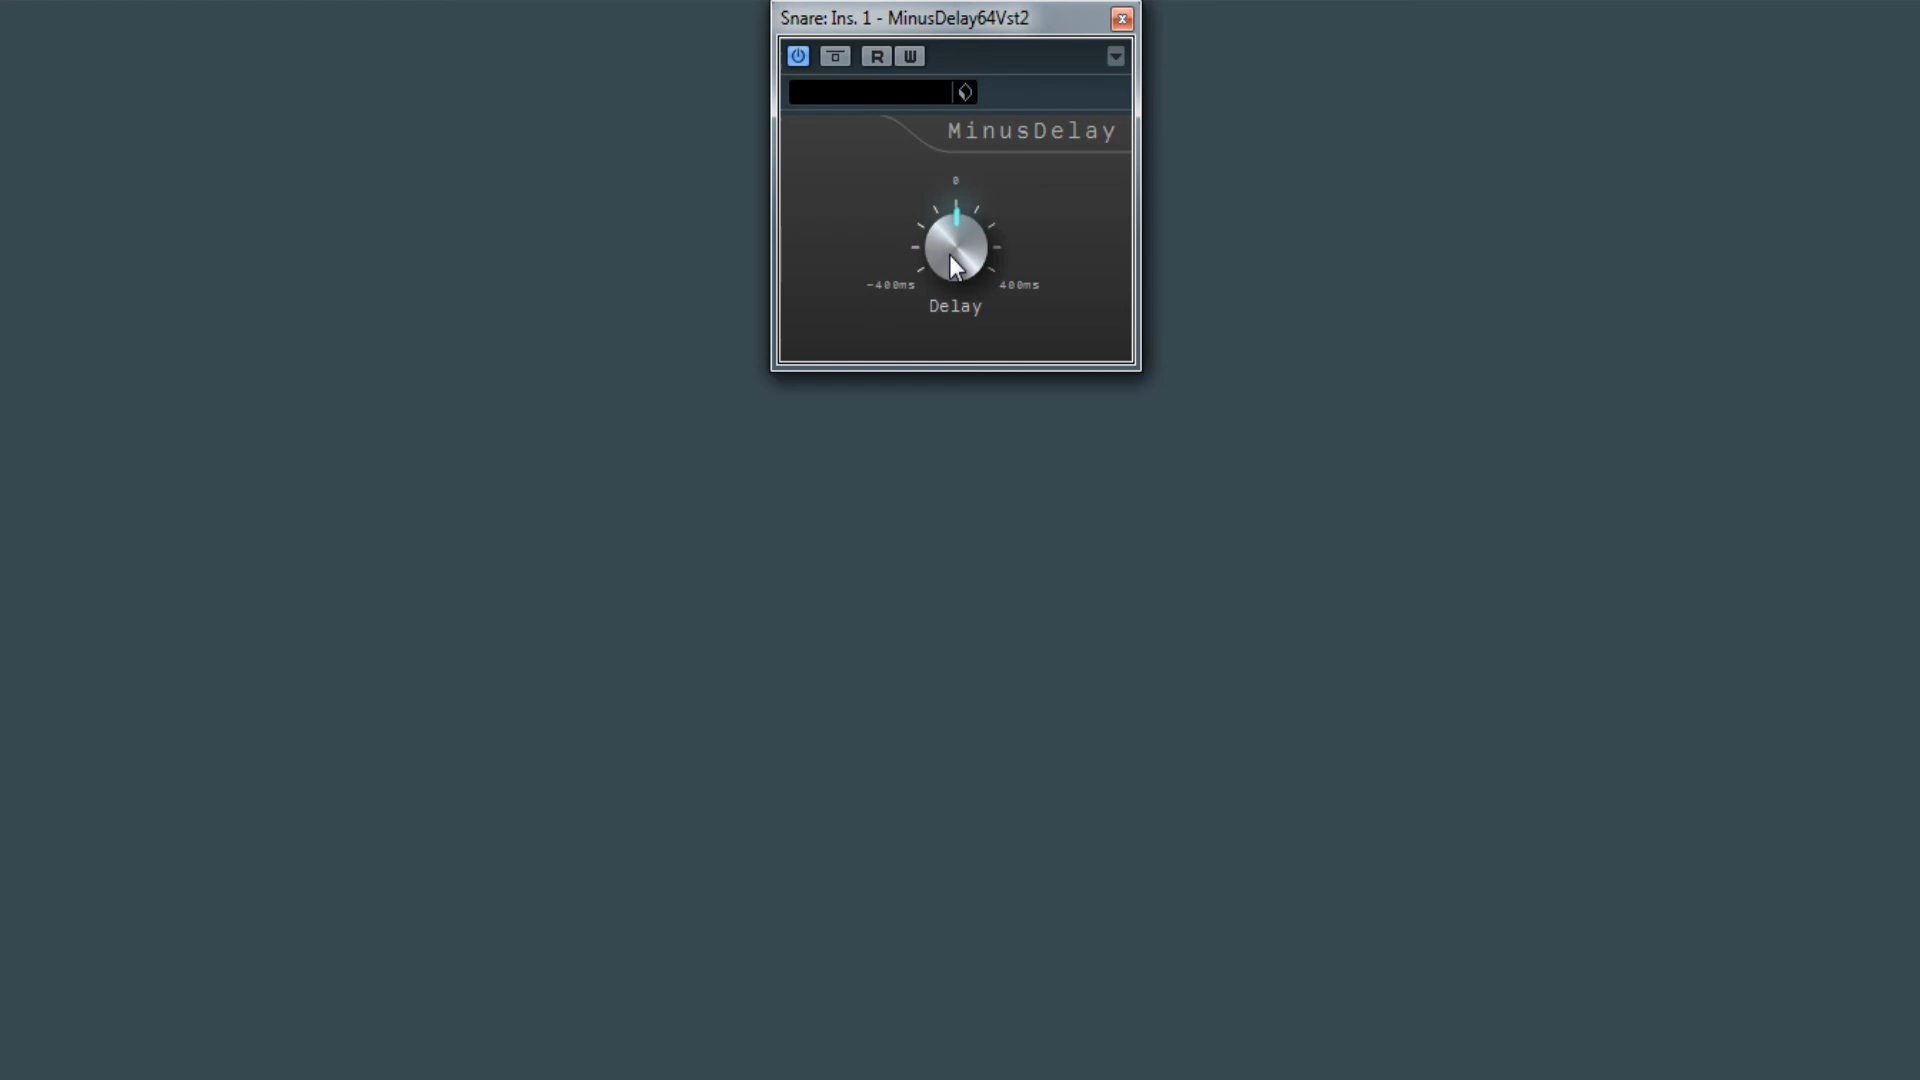 Snare: Ins. 1 - MinusDelay64Vst2
R W
MinusDelay
0
-400ms 400ms
Delay